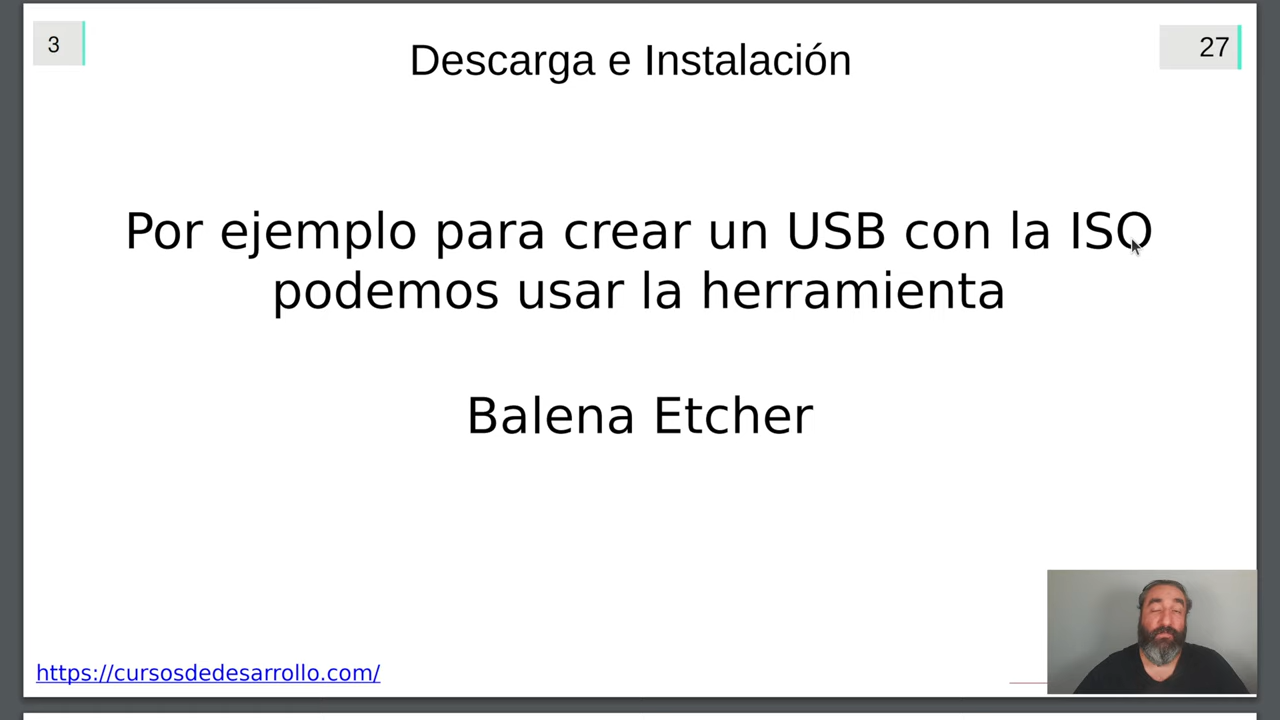 3
Descarga e Instalación
27
Por ejemplo para crear un USB con la ISO
podemos usar la herramienta
Balena Etcher
https://cursosdedesarrollo.com/